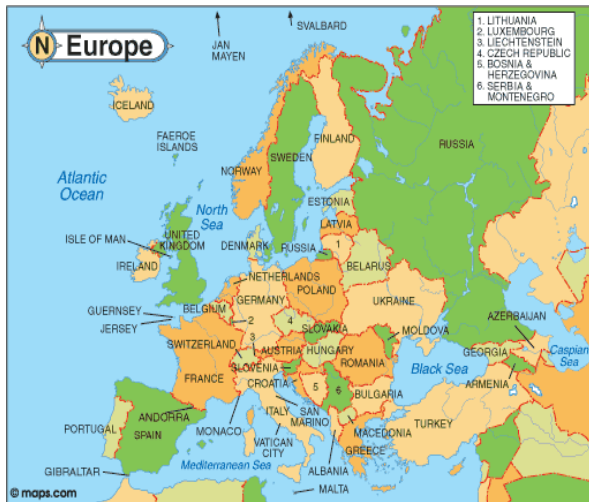 N Europe
JAN
MAYEN
SVALBARD
1. LITHUANIA
2. LUXEMBOURG
3. LIECHTENSTEIN
4. CZECH REPUBLIC
5. BOSNIA &
HERZEGOVINA
6. SERBIA &
MONTENEGRO
ICELAND
FAEROE
ISLANDS
Atlantic
Ocean
NORWAY
SWEDEN
FINLAND
RUSSIA
North
Sea
ESTONIA
LATVIA
1
ISLE OF MAN
UNITED
KINGDOM
DENMARK
RUSSIA
BELARUS
IRELAND
NETHERLANDS
POLAND
GERMANY
UKRAINE
GUERNSEY
JERSEY
BELGIUM
2
4
SLOVAKIA
MOLDOVA
AZERBAIJAN
SWITZERLAND
3
AUSTRIA
HUNGARY
ROMANIA
GEORGIA
Caspian
Sea
FRANCE
SLOVENIA
CROATIA
5
6
BULGARIA
Black Sea
ARMENIA
PORTUGAL
ANDORRA
SPAIN
MONACO
ITALY
SAN
MARINO
VATICAN
CITY
MACEDONIA
ALBANIA
GREECE
TURKEY
GIBRALTAR
Mediterranean Sea
MALTA
© maps.com